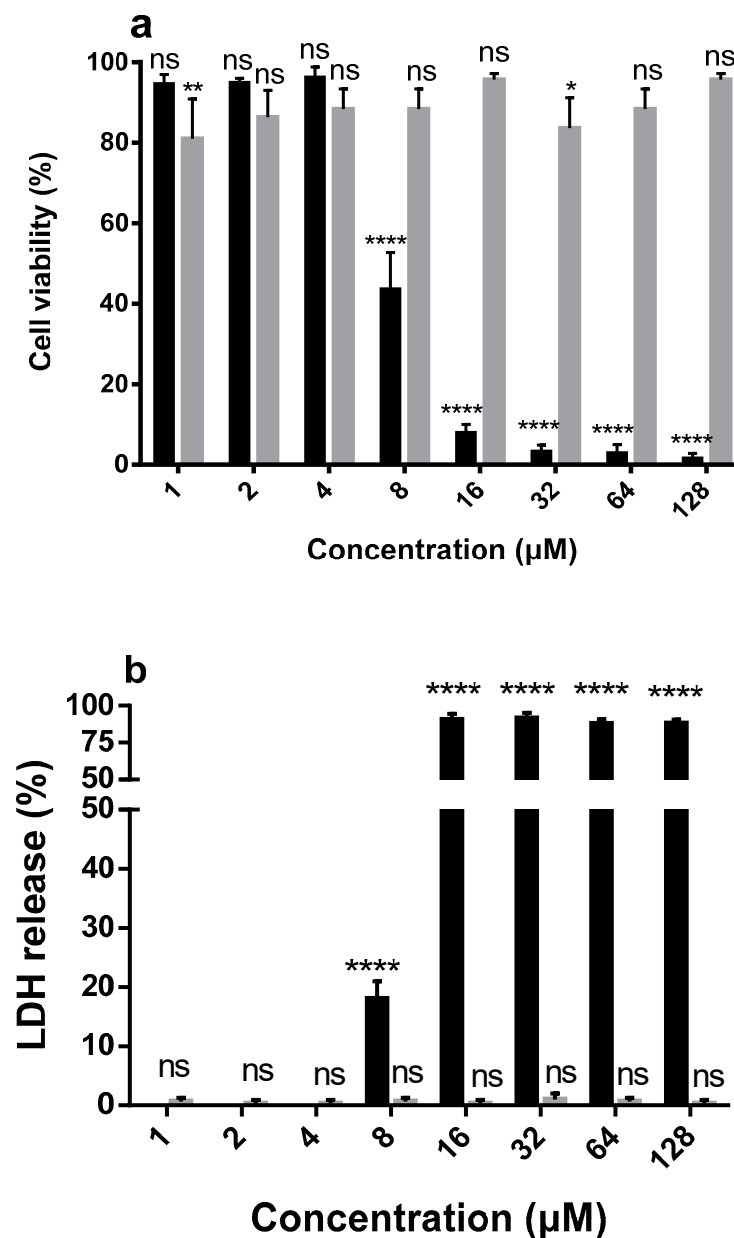 a
ns ns ns ns ns ns ns ns
** ns ns * ns
100
80
60
40
20
0
Cell viability (%)
****
**** **** **** ****
1 2 4 8 16 32 64 128
Concentration (µM)
b
**** **** **** ****
100
75
50
50
40
30
20
10
0
LDH release (%)
****
ns ns ns ns ns ns ns ns
1 2 4 8 16 32 64 128
Concentration (µM)